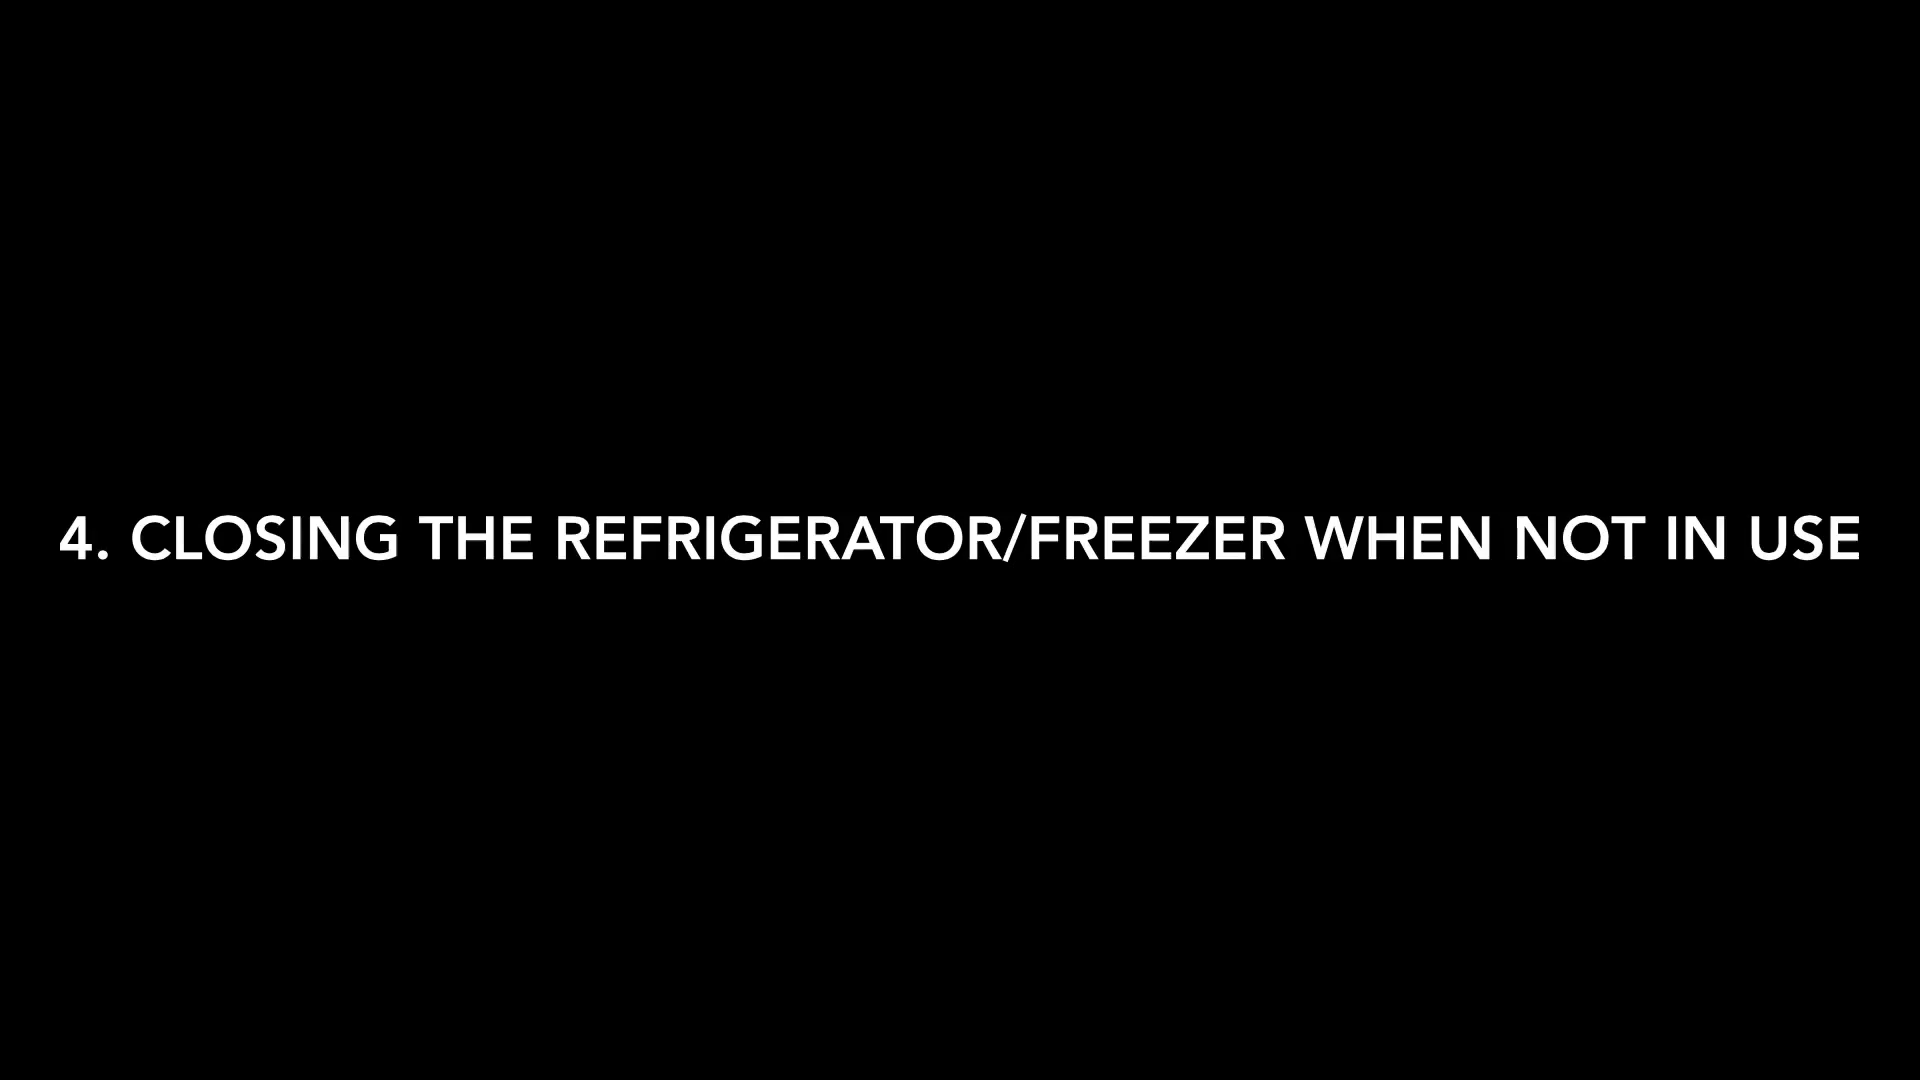 4. CLOSING THE REFRIGERATOR/FREEZER WHEN NOT IN USE